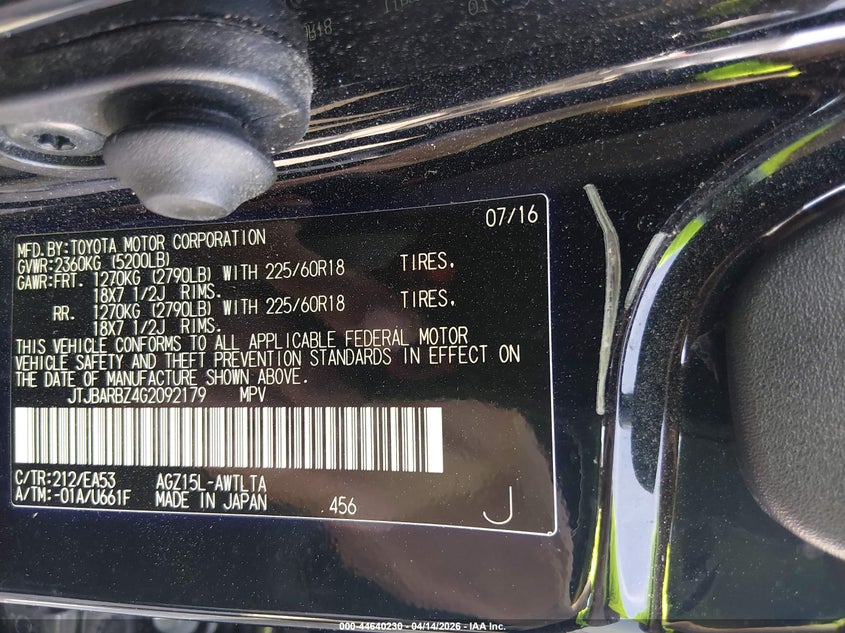 07/16
MFD.BY:TOYOTA MOTOR CORPORATION
GVWR:2360KG (5200LB)
GAWR:FRT. 1270KG (2790LB) WITH 225/60R18 TIRES,
18X7 1/2J RIMS.
RR. 1270KG (2790LB) WITH 225/60R18 TIRES,
18X7 1/2J RIMS.
THIS VEHICLE CONFORMS TO ALL APPLICABLE FEDERAL MOTOR
VEHICLE SAFETY AND THEFT PREVENTION STANDARDS IN EFFECT ON
THE DATE OF MANUFACTURE SHOWN ABOVE.
JTJBARBZ4G2092179 MPV
C/TR:212/EA53 AGZ15L-AWTLTA
A/TM:-01A/U661F MADE IN JAPAN 456 J
000-44640230 - 04/14/2026 - IAA Inc.